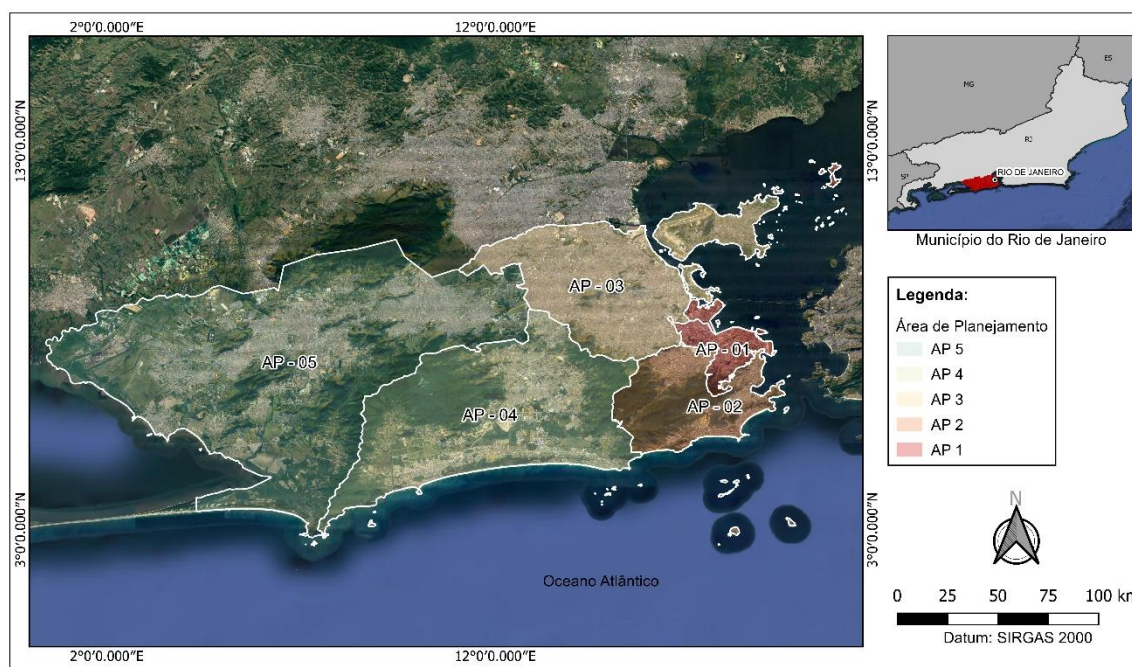 2°0'0.000"E
12°0'0.000"E
13°0'0.000"N
3°0'0.000"N
AP - 03
AP - 01
AP - 05
AP - 02
AP - 04
Oceano Atlântico
2°0'0.000"E
12°0'0.000"E
13°0'0.000"N
3°0'0.000"N
ES
MG
RJ
SP
RIO DE JANEIRO
Município do Rio de Janeiro
Legenda:
Área de Planejamento
AP 5
AP 4
AP 3
AP 2
AP 1
N
0 25 50 75 100 km
Datum: SIRGAS 2000